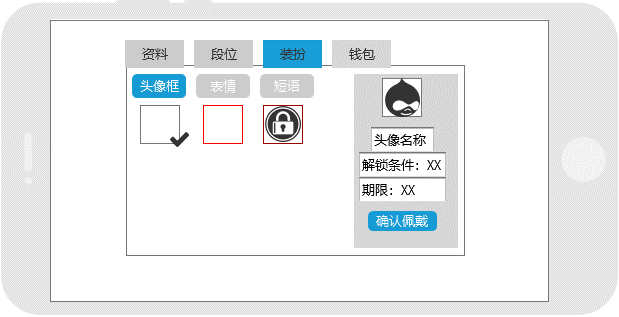 资料 段位 装扮 钱包
头像框 表情 短语
头像名称
解锁条件：XX
期限：XX
确认佩戴